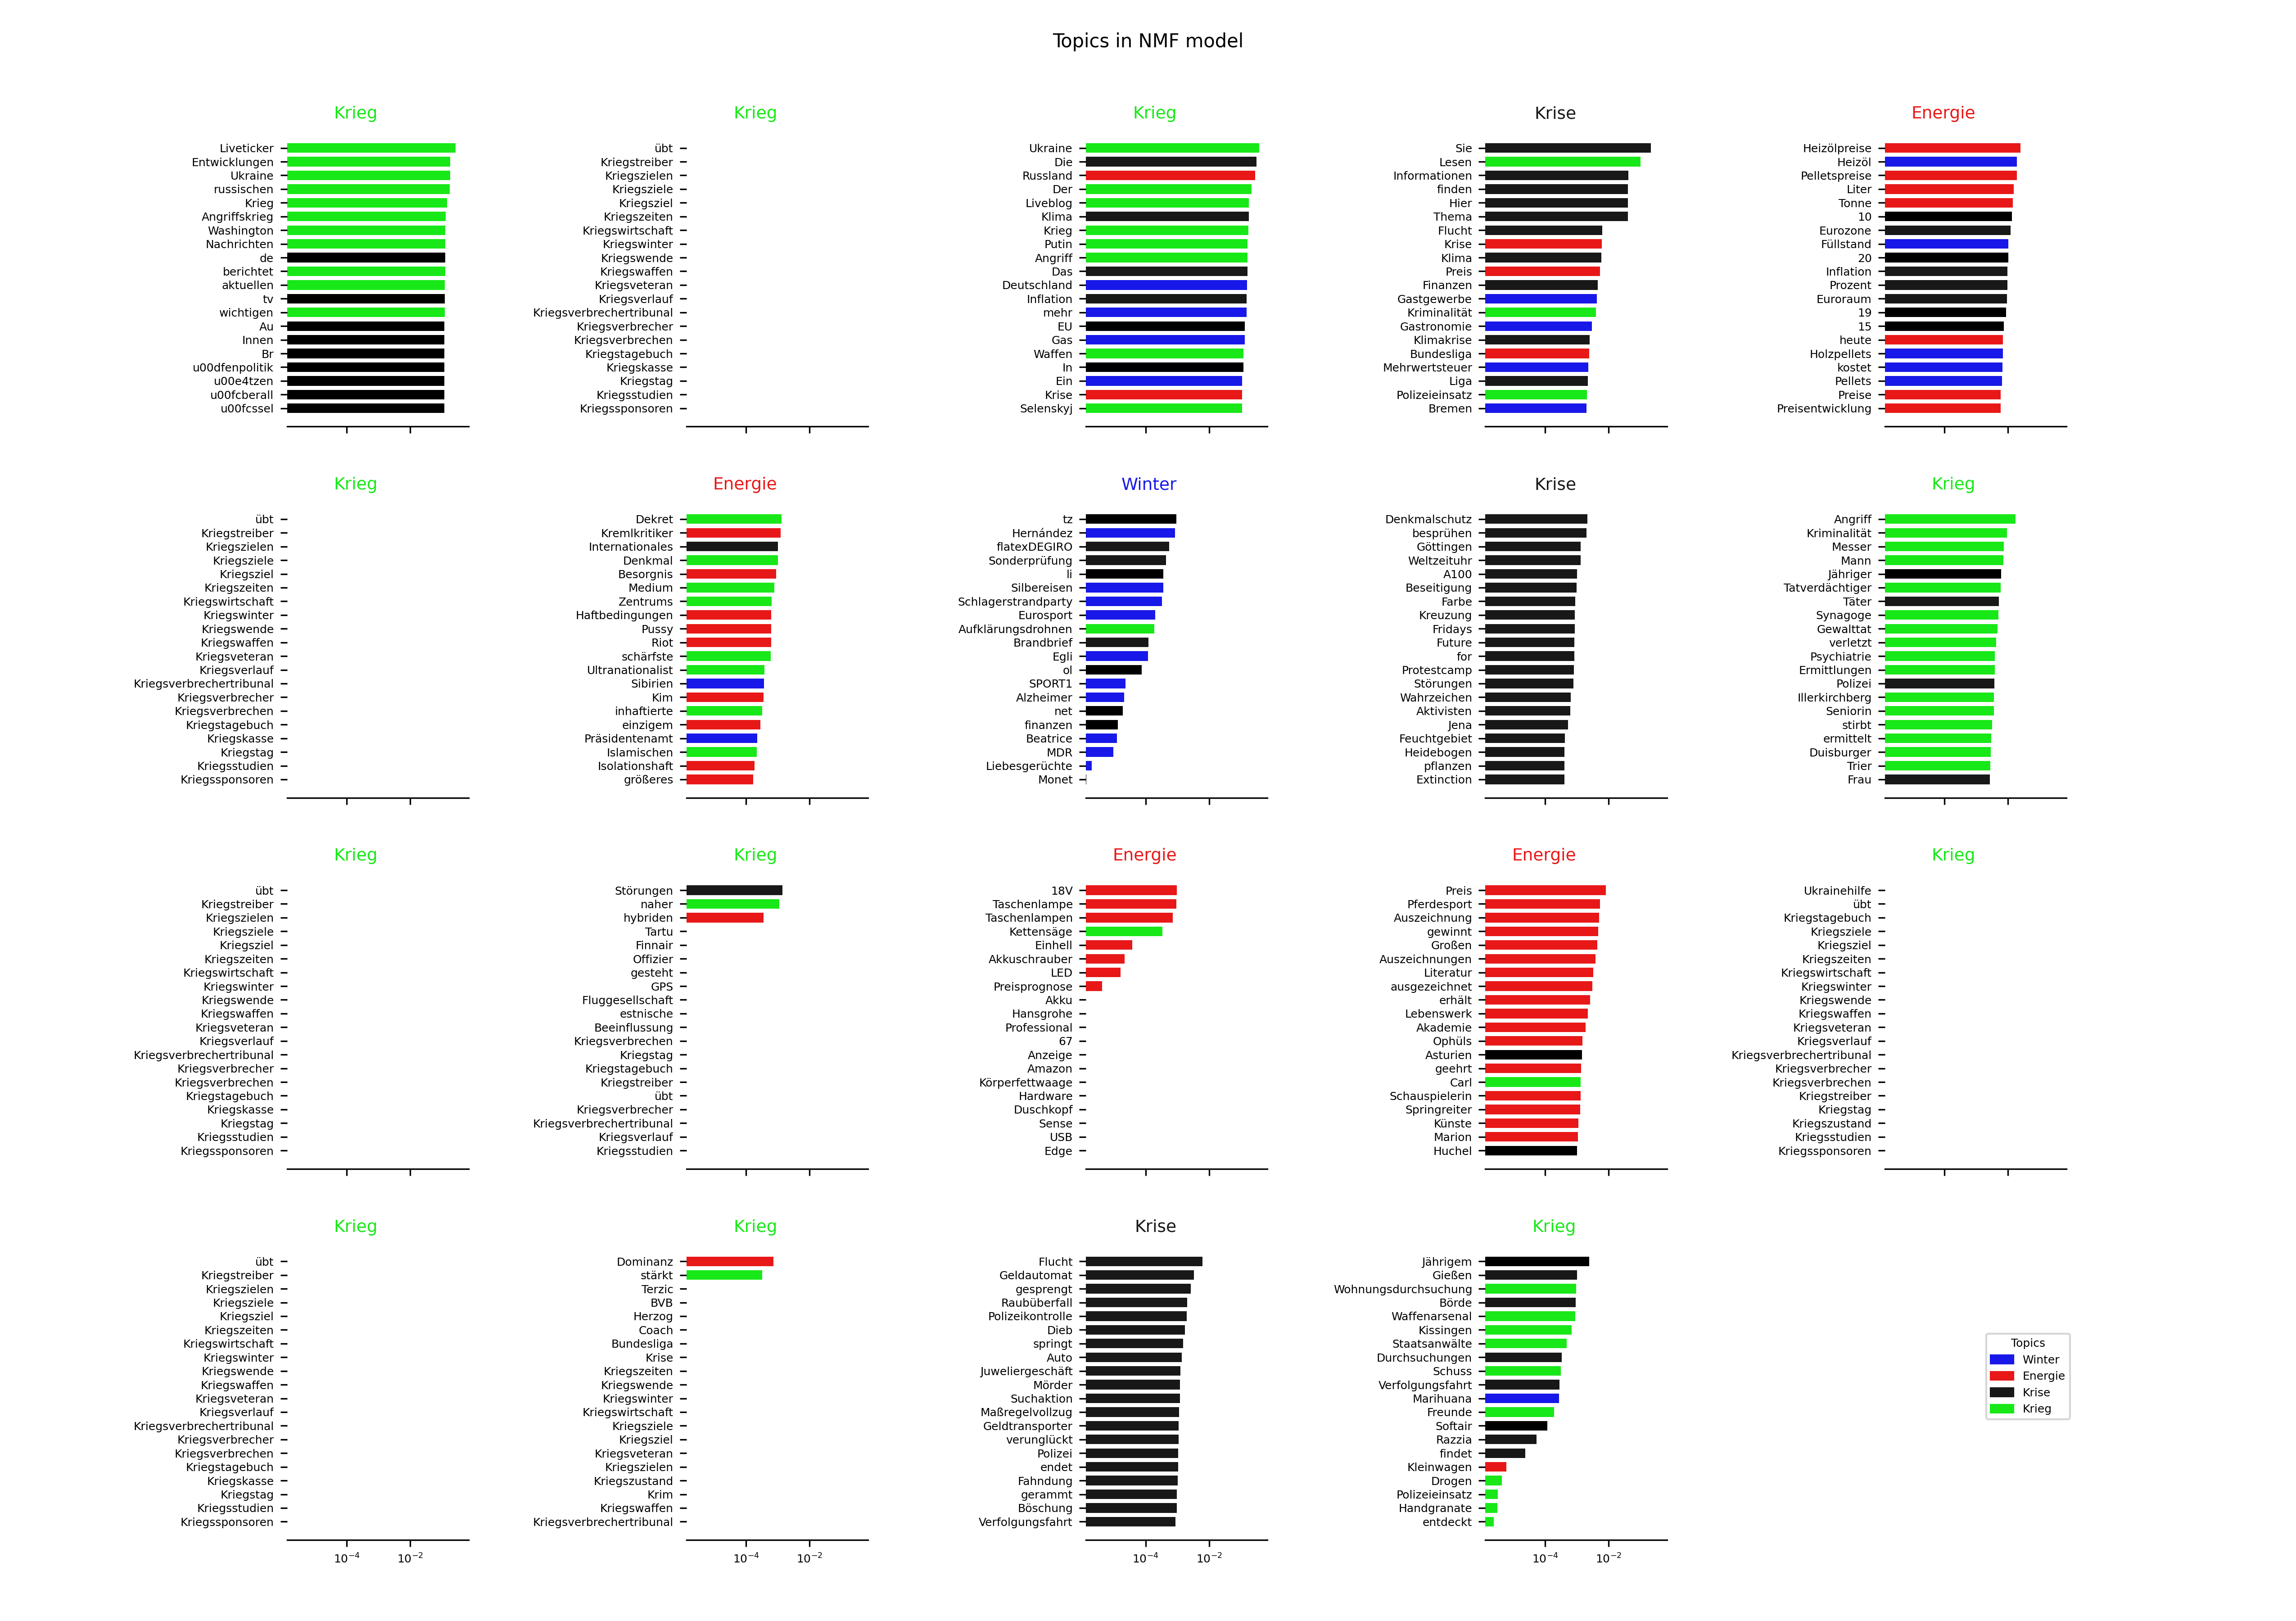 Topics in NMF model
Krieg
Liveticker
Entwicklungen
Ukraine
russischen
Krieg
Angriffskrieg
Washington
Nachrichten
de
berichtet
aktuellen
tv
wichtigen
Au
Innen
Br
u00dfenpolitik
u00e4tzen
u00fcberall
u00fcssel
Krieg
übt
Kriegstreiber
Kriegszielen
Kriegsziele
Kriegsziel
Kriegszeiten
Kriegswirtschaft
Kriegswinter
Kriegswende
Kriegswaffen
Kriegsveteran
Kriegsverlauf
Kriegsverbrechertribunal
Kriegsverbrecher
Kriegsverbrechen
Kriegstagebuch
Kriegskasse
Kriegstag
Kriegsstudien
Kriegssponsoren
Krieg
Ukraine
Die
Russland
Der
Liveblog
Klima
Krieg
Putin
Angriff
Das
Deutschland
Inflation
mehr
EU
Gas
Waffen
In
Ein
Krise
Selenskyj
Krise
Sie
Lesen
Informationen
finden
Hier
Thema
Flucht
Krise
Klima
Preis
Finanzen
Gastgewerbe
Kriminalität
Gastronomie
Klimakrise
Bundesliga
Mehrwertsteuer
Liga
Polizeieinsatz
Bremen
Energie
Heizölpreise
Heizöl
Pelletspreise
Liter
Tonne
10
Eurozone
Füllstand
20
Inflation
Prozent
Euroraum
19
15
heute
Holzpellets
kostet
Pellets
Preise
Preisentwicklung
Krieg
übt
Kriegstreiber
Kriegszielen
Kriegsziele
Kriegsziel
Kriegszeiten
Kriegswirtschaft
Kriegswinter
Kriegswende
Kriegswaffen
Kriegsveteran
Kriegsverlauf
Kriegsverbrechertribunal
Kriegsverbrecher
Kriegsverbrechen
Kriegstagebuch
Kriegskasse
Kriegstag
Kriegsstudien
Kriegssponsoren
Energie
Dekret
Kremlkritiker
Internationales
Denkmal
Besorgnis
Medium
Zentrums
Haftbedingungen
Pussy
Riot
schärfste
Ultranationalist
Sibirien
Kim
inhaftierte
einzigem
Präsidentenamt
Islamischen
Isolationshaft
größeres
Winter
tz
Hernández
flatexDEGIRO
Sonderprüfung
li
Silbereisen
Schlagerstrandparty
Eurosport
Aufklärungsdrohnen
Brandbrief
Egli
ol
SPORT1
Alzheimer
net
finanzen
Beatrice
MDR
Liebesgerüchte
Monet
Krise
Denkmalschutz
besprühen
Göttingen
Weltzeituhr
A100
Beseitigung
Farbe
Kreuzung
Fridays
Future
for
Protestcamp
Störungen
Wahrzeichen
Aktivisten
Jena
Feuchtgebiet
Heidebogen
pflanzen
Extinction
Krieg
Angriff
Kriminalität
Messer
Mann
Jähriger
Tatverdächtiger
Täter
Synagoge
Gewalttat
verletzt
Psychiatrie
Ermittlungen
Polizei
Illerkirchberg
Seniorin
stirbt
ermittelt
Duisburger
Trier
Frau
Krieg
übt
Kriegstreiber
Kriegszielen
Kriegsziele
Kriegsziel
Kriegszeiten
Kriegswirtschaft
Kriegswinter
Kriegswende
Kriegswaffen
Kriegsveteran
Kriegsverlauf
Kriegsverbrechertribunal
Kriegsverbrecher
Kriegsverbrechen
Kriegstagebuch
Kriegskasse
Kriegstag
Kriegsstudien
Kriegssponsoren
Krieg
Störungen
naher
hybriden
Tartu
Finnair
Offizier
gesteht
GPS
Fluggesellschaft
estnische
Beeinflussung
Kriegsverbrechen
Kriegstag
Kriegstagebuch
Kriegstreiber
übt
Kriegsverbrecher
Kriegsverbrechertribunal
Kriegsverlauf
Kriegsstudien
Energie
18V
Taschenlampe
Taschenlampen
Kettensäge
Einhell
Akkuschrauber
LED
Preisprognose
Akku
Hansgrohe
Professional
67
Anzeige
Amazon
Körperfettwaage
Hardware
Duschkopf
Sense
USB
Edge
Energie
Preis
Pferdesport
Auszeichnung
gewinnt
Großen
Auszeichnungen
Literatur
ausgezeichnet
erhält
Lebenswerk
Akademie
Ophüls
Asturien
geehrt
Carl
Schauspielerin
Springreiter
Künste
Marion
Huchel
Krieg
Ukrainehilfe
übt
Kriegstagebuch
Kriegsziele
Kriegsziel
Kriegszeiten
Kriegswirtschaft
Kriegswinter
Kriegswende
Kriegswaffen
Kriegsveteran
Kriegsverlauf
Kriegsverbrechertribunal
Kriegsverbrecher
Kriegsverbrechen
Kriegstreiber
Kriegstag
Kriegszustand
Kriegsstudien
Kriegssponsoren
Krieg
übt
Kriegstreiber
Kriegszielen
Kriegsziele
Kriegsziel
Kriegszeiten
Kriegswirtschaft
Kriegswinter
Kriegswende
Kriegswaffen
Kriegsveteran
Kriegsverlauf
Kriegsverbrechertribunal
Kriegsverbrecher
Kriegsverbrechen
Kriegstagebuch
Kriegskasse
Kriegstag
Kriegsstudien
Kriegssponsoren
10⁻⁴ 10⁻²
Krieg
Dominanz
stärkt
Terzic
BVB
Herzog
Coach
Bundesliga
Krise
Kriegszeiten
Kriegswende
Kriegswinter
Kriegswirtschaft
Kriegsziele
Kriegsziel
Kriegsveteran
Kriegszielen
Kriegszustand
Krim
Kriegswaffen
Kriegsverbrechertribunal
10⁻⁴ 10⁻²
Krise
Flucht
Geldautomat
gesprengt
Raubüberfall
Polizeikontrolle
Dieb
springt
Auto
Juweliergeschäft
Mörder
Suchaktion
Maßregelvollzug
Geldtransporter
verunglückt
Polizei
endet
Fahndung
gerammt
Böschung
Verfolgungsfahrt
10⁻⁴ 10⁻²
Krieg
Jährigem
Gießen
Wohnungsdurchsuchung
Börde
Waffenarsenal
Kissingen
Staatsanwälte
Durchsuchungen
Schuss
Verfolgungsfahrt
Marihuana
Freunde
Softair
Razzia
findet
Kleinwagen
Drogen
Polizeieinsatz
Handgranate
entdeckt
10⁻⁴ 10⁻²
Topics
Winter
Energie
Krise
Krieg